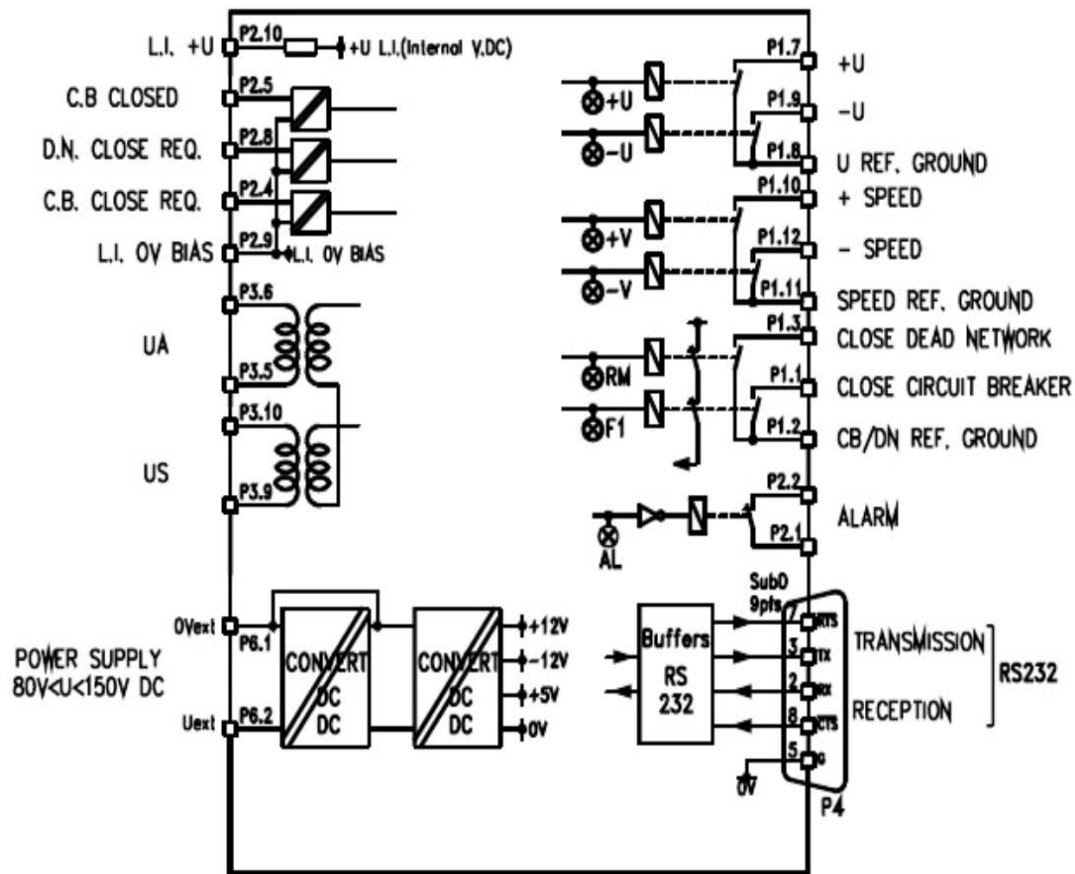 L.I. +U
P2.10
+U L.I.(Internal V.DC)
C.B CLOSED
P2.5
D.N. CLOSE REQ.
P2.8
C.B. CLOSE REQ.
P2.4
L.I. 0V BIAS
P2.9
L.I. 0V BIAS
P3.6
UA
P3.5
P3.10
US
P3.9
0Vext
P6.1
POWER SUPPLY
80V<U<150V DC
Uext
P6.2
CONVERT
DC
DC
CONVERT
DC
DC
+12V
-12V
+5V
0V
+U
P1.7
+U
-U
P1.9
-U
P1.8
U REF. GROUND
+V
P1.10
+ SPEED
-V
P1.12
- SPEED
P1.11
SPEED REF. GROUND
RM
P1.3
CLOSE DEAD NETWORK
F1
P1.1
CLOSE CIRCUIT BREAKER
P1.2
CB/DN REF. GROUND
AL
P2.2
ALARM
P2.1
Buffers
RS
232
SubD
9pts
7
RTS
3
TX
2
RX
8
CTS
5
G
0V
P4
TRANSMISSION
RECEPTION
RS232